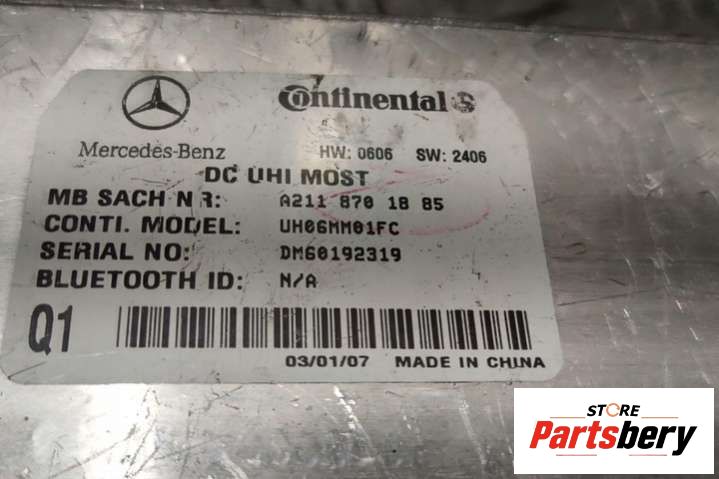 Continental
Mercedes-Benz HW: 0606 SW: 2406
DC UHI MOST
MB SACH NR: A211 870 18 85
CONTI. MODEL: UH06MM01FC
SERIAL NO: DM60192319
BLUETOOTH ID: N/A
Q1
03/01/07 MADE IN CHINA
STORE
Partsbery